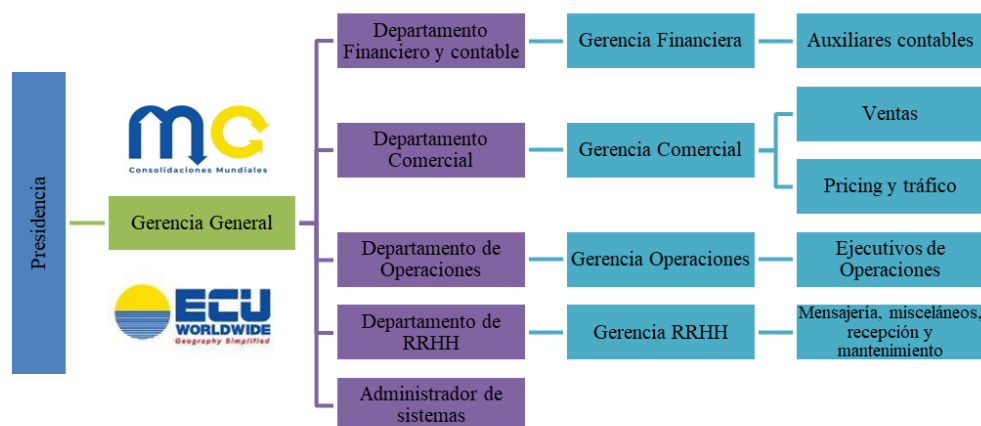 Presidencia
MC
Consolidaciones Mundiales
Gerencia General
ECU
WORLDWIDE
Geography Simplified
Departamento
Financiero y contable
Gerencia Financiera
Auxiliares contables
Departamento
Comercial
Gerencia Comercial
Ventas
Pricing y tráfico
Departamento de
Operaciones
Gerencia Operaciones
Ejecutivos de
Operaciones
Departamento de
RRHH
Gerencia RRHH
Mensajería, misceláneos,
recepción y
mantenimiento
Administrador de
sistemas